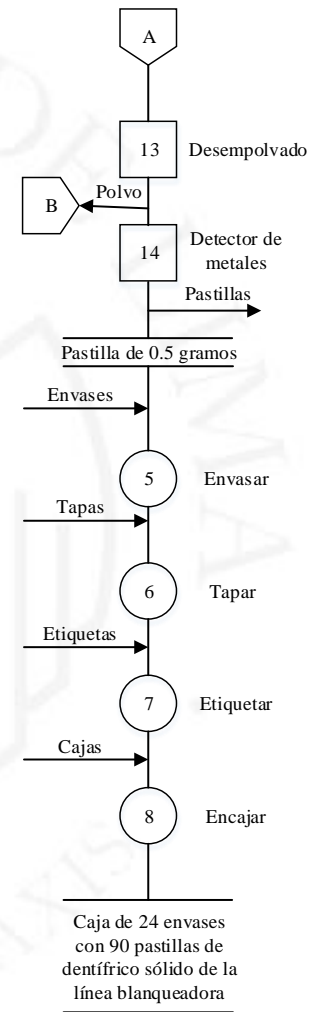 A
13
Desempolvado
B
Polvo
14
Detector de
metales
Pastillas
Pastilla de 0.5 gramos
Envases
5
Envasar
Tapas
6
Tapar
Etiquetas
7
Etiquetar
Cajas
8
Encajar
Caja de 24 envases
con 90 pastillas de
dentífrico sólido de la
línea blanqueadora